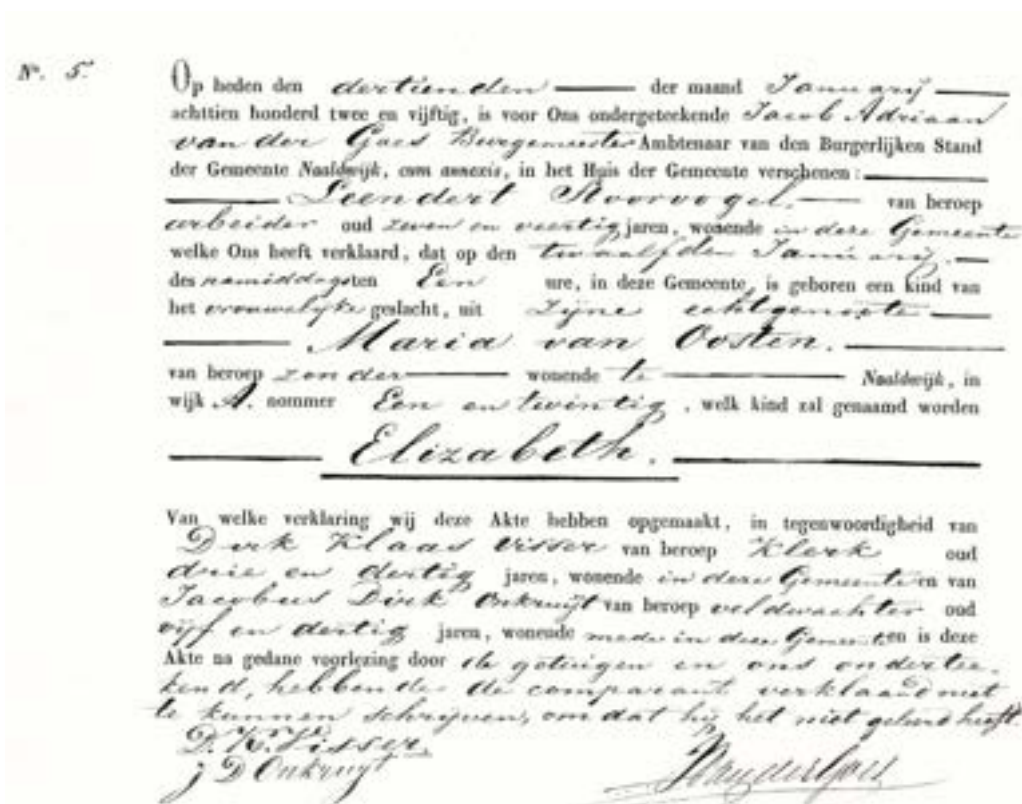 No. 5.
Op heden den dertienden der maand Januarij
achttien honderd twee en vijftig, is voor Ons ondergeteekende Jacob Adriaan
van der Goes Burgemeester Ambtenaar van den Burgerlijken Stand
der Gemeente Naaldwijk, cum annexis, in het Huis der Gemeente verschenen:
Leendert Stoorvogel. van beroep
arbeider oud zeven en veertig jaren, wonende in deze Gemeente
welke Ons heeft verklaard, dat op den twaalfden Januarij.
des namiddags ten Een ure, in deze Gemeente, is geboren een kind van
het vrouwelijke geslacht, uit zijne echtgenoote
Maria van Oosten.
van beroep zonder wonende te Naaldwijk, in
wijk A. nommer Een en twintig, welk kind zal genaamd worden
Elizabeth.
Van welke verklaring wij deze Akte hebben opgemaakt, in tegenwoordigheid van
Dirk Klaas Visser van beroep Klerk oud
drie en dertig jaren, wonende in deze Gemeente en van
Jacobus Dirk Onkruijt van beroep veldwachter oud
vijf en dertig jaren, wonende mede in deze Gemeente en is deze
Akte na gedane voorlezing door de getuigen en ons ondertee-
kend, hebbende de comparant verklaard niet
te kunnen schrijven, om dat hij het niet geleerd heeft.
D. K. Visser
J D Onkruijt